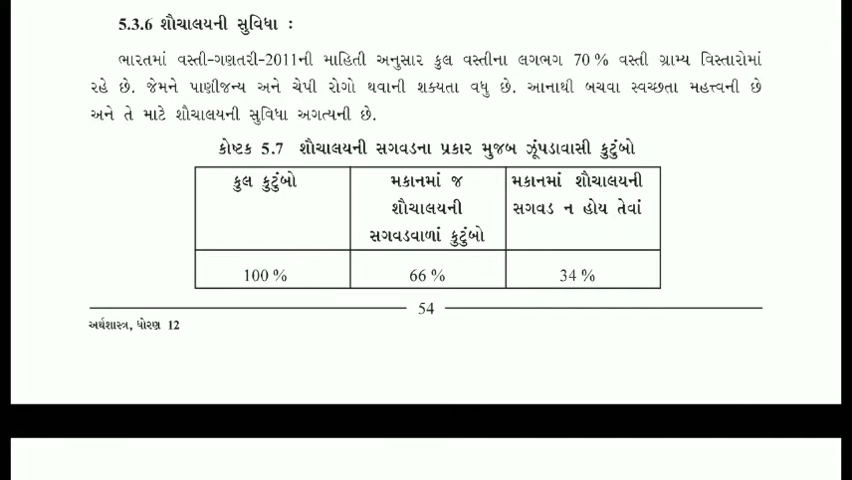 5.3.6 શૌચાલયની સુવિધા :
ભારતમાં વસ્તી-ગણતરી-2011ની માહિતી અનુસાર કુલ વસ્તીના લગભગ 70 % વસ્તી ગ્રામ્ય વિસ્તારોમાં
રહે છે. જેમને પાણીજન્ય અને ચેપી રોગો થવાની શક્યતા વધુ છે. આનાથી બચવા સ્વચ્છતા મહત્ત્વની છે
અને તે માટે શૌચાલયની સુવિધા અગત્યની છે.
કોષ્ટક 5.7 શૌચાલયની સગવડના પ્રકાર મુજબ ઝૂંપડાવાસી કુટુંબો
કુલ કુટુંબો
મકાનમાં જ
શૌચાલયની
સગવડવાળાં કુટુંબો
મકાનમાં શૌચાલયની
સગવડ ન હોય તેવાં
100 % 66 % 34 %
54
અર્થશાસ્ત્ર, ધોરણ 12